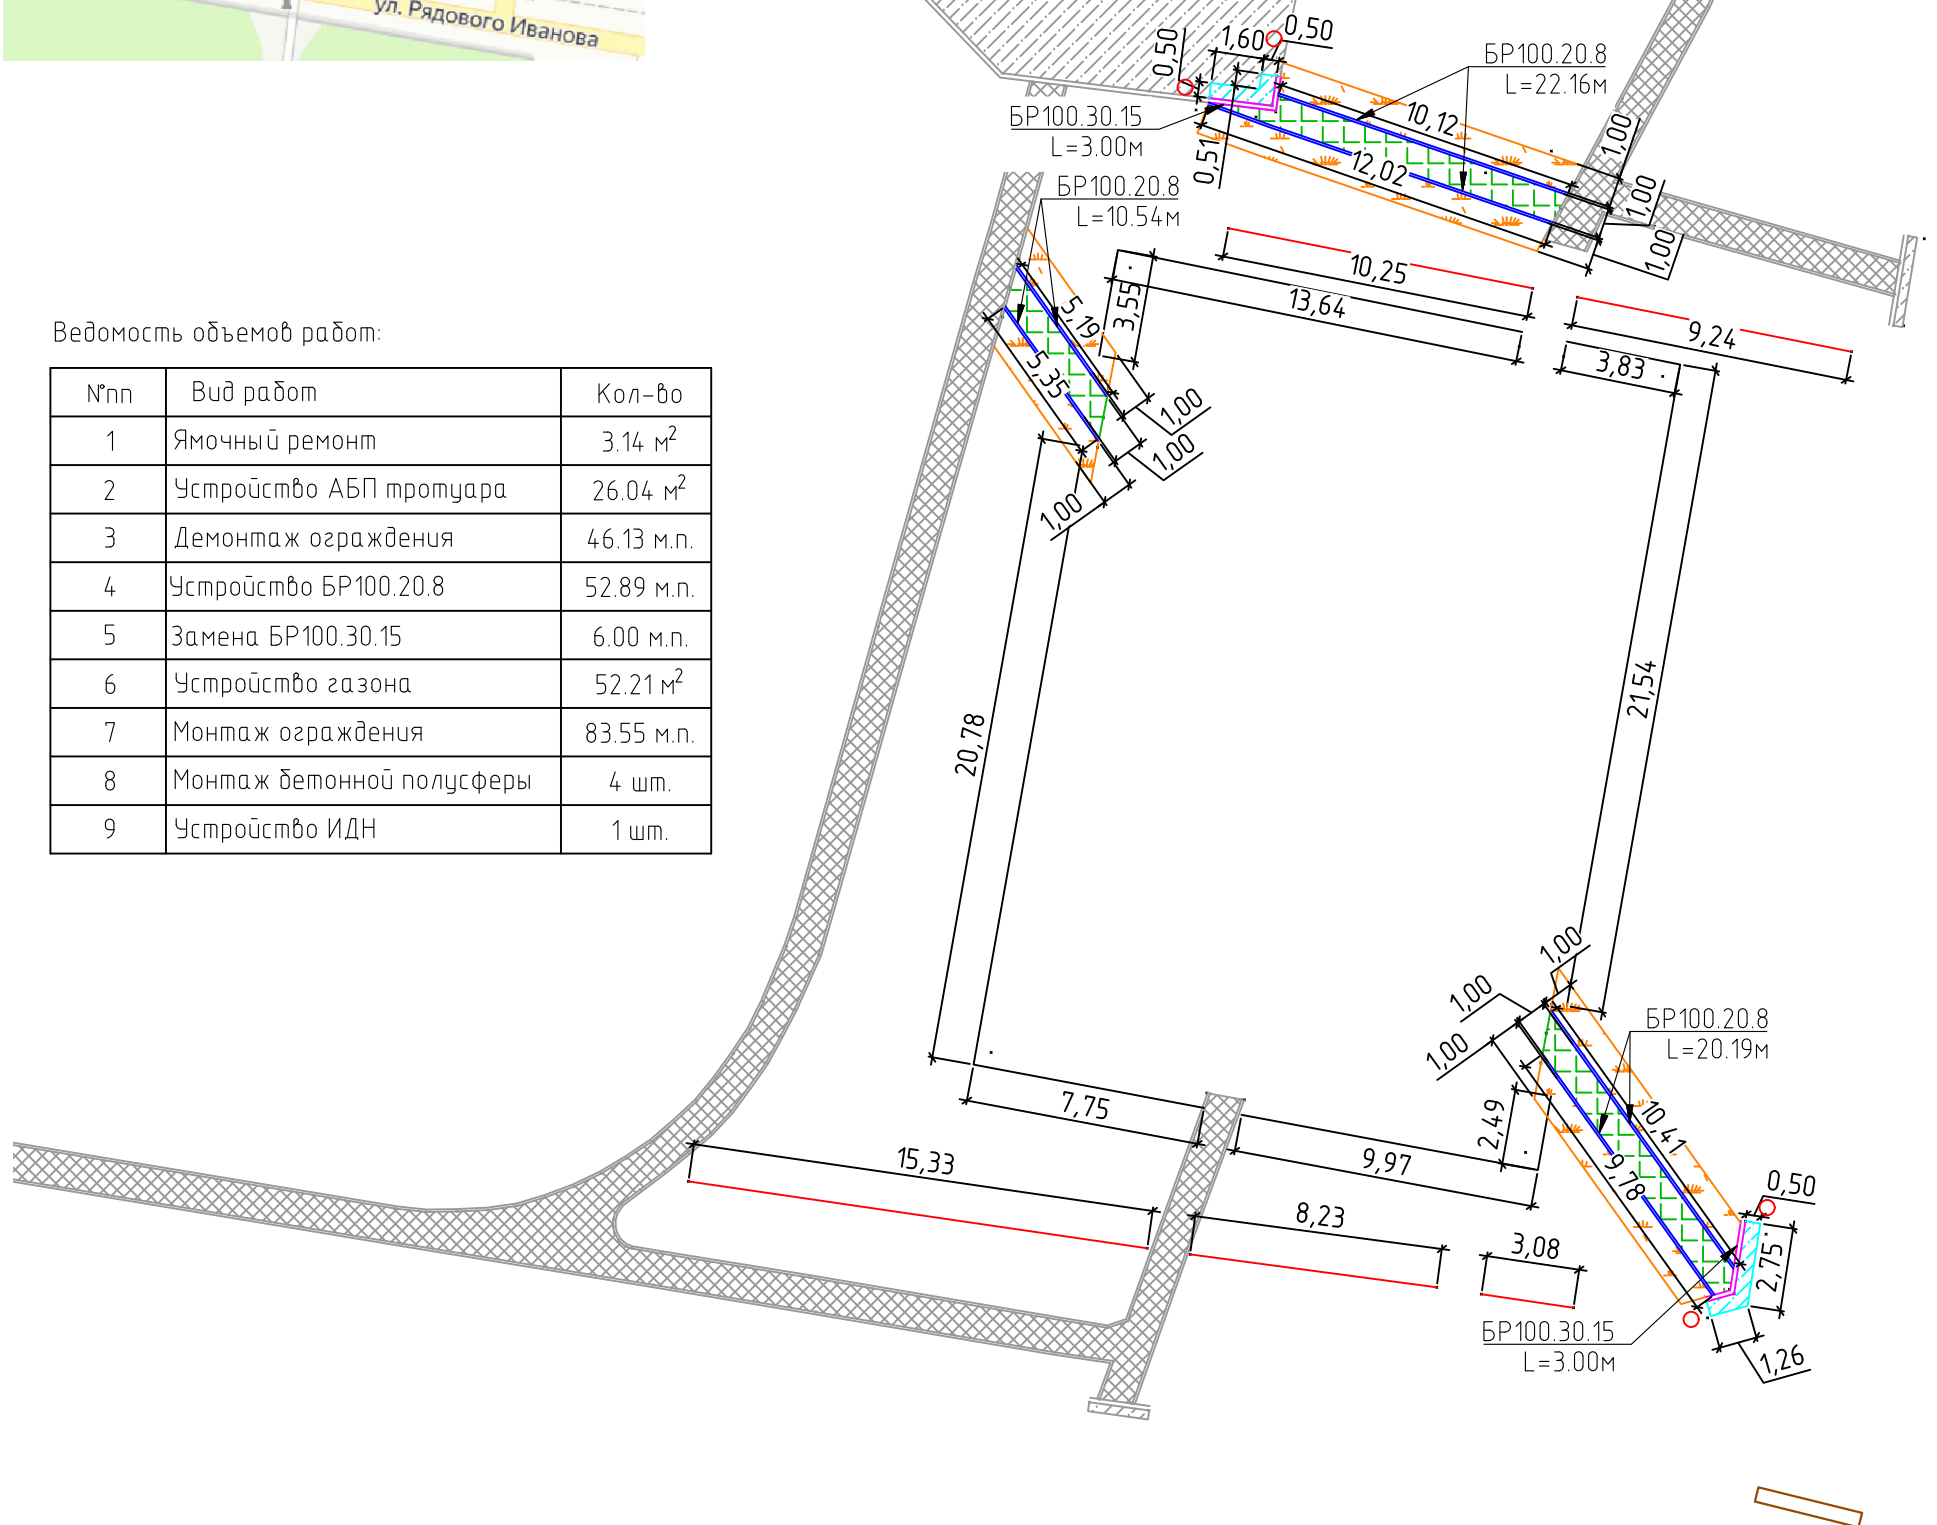 ул. Рядового Иванова
0,50
1,60
0,50
БР100.20.8
L=22.16м
БР100.30.15
L=3.00м
10,12
1,00
0,51
12,02
1,00
1,00
БР100.20.8
L=10.54м
10,25
13,64
3,55
5,19
9,24
3,83
5,35
1,00
1,00
1,00
Ведомость объемов работ:
№пп Вид работ Кол-во
1 Ямочный ремонт 3.14 м²
2 Устройство АБП тротуара 26.04 м²
3 Демонтаж ограждения 46.13 м.п.
4 Устройство БР100.20.8 52.89 м.п.
5 Замена БР100.30.15 6.00 м.п.
6 Устройство газона 52.21 м²
7 Монтаж ограждения 83.55 м.п.
8 Монтаж бетонной полусферы 4 шт.
9 Устройство ИДН 1 шт.
21,54
20,78
1,00
1,00
1,00
БР100.20.8
L=20.19м
7,75
2,49
10,41
15,33
9,97
9,78
0,50
8,23
3,08
2,75
БР100.30.15
L=3.00м
1,26